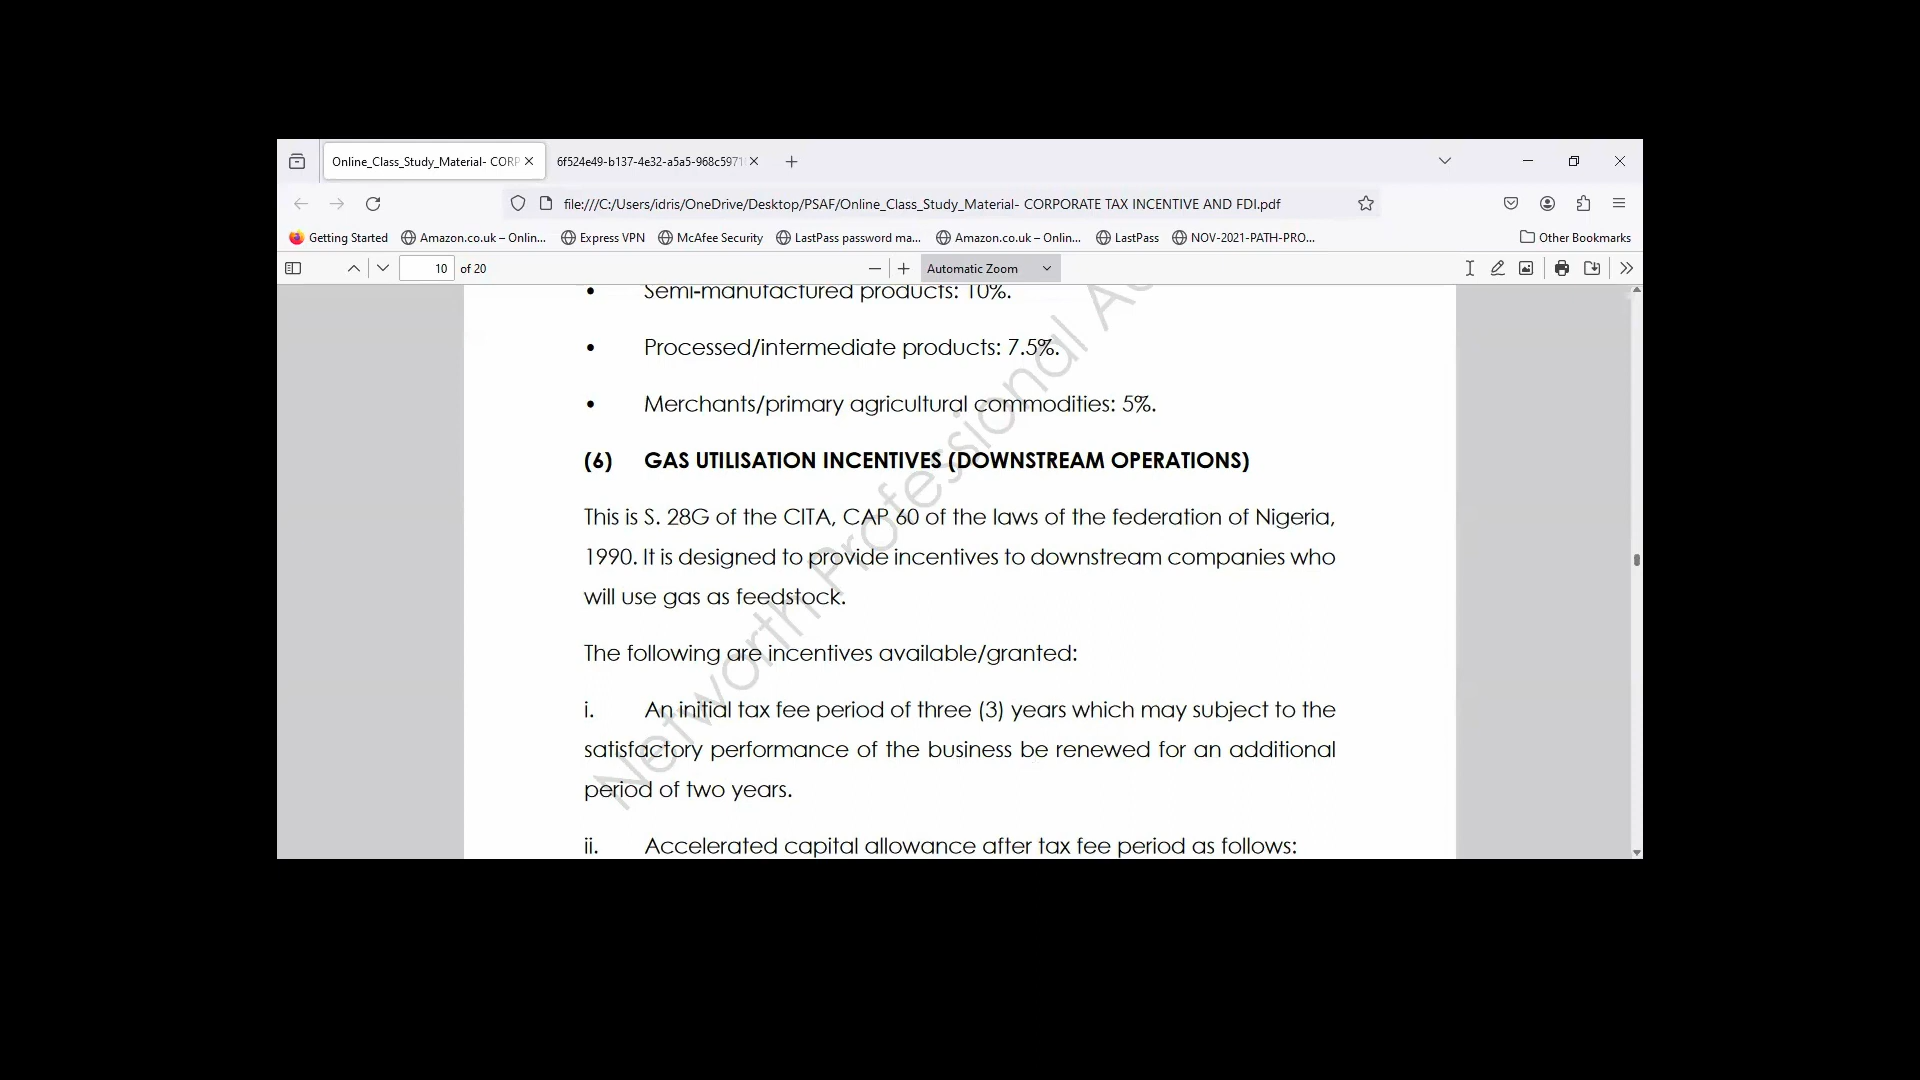 Online_Class_Study_Material- CORP
6f524e49-b137-4e32-a5a5-968c5971
file:///C:/Users/idris/OneDrive/Desktop/PSAF/Online_Class_Study_Material- CORPORATE TAX INCENTIVE AND FDI.pdf
Getting Started Amazon.co.uk – Onlin... Express VPN McAfee Security LastPass password ma... Amazon.co.uk – Onlin... LastPass NOV-2021-PATH-PRO... Other Bookmarks
10 of 20 Automatic Zoom
• Semi-manufactured products: 10%.
• Processed/intermediate products: 7.5%.
• Merchants/primary agricultural commodities: 5%.
(6) GAS UTILISATION INCENTIVES (DOWNSTREAM OPERATIONS)
This is S. 28G of the CITA, CAP 60 of the laws of the federation of Nigeria,
1990. It is designed to provide incentives to downstream companies who
will use gas as feedstock.
The following are incentives available/granted:
i. An initial tax fee period of three (3) years which may subject to the
satisfactory performance of the business be renewed for an additional
period of two years.
ii. Accelerated capital allowance after tax fee period as follows:
Networth Professional